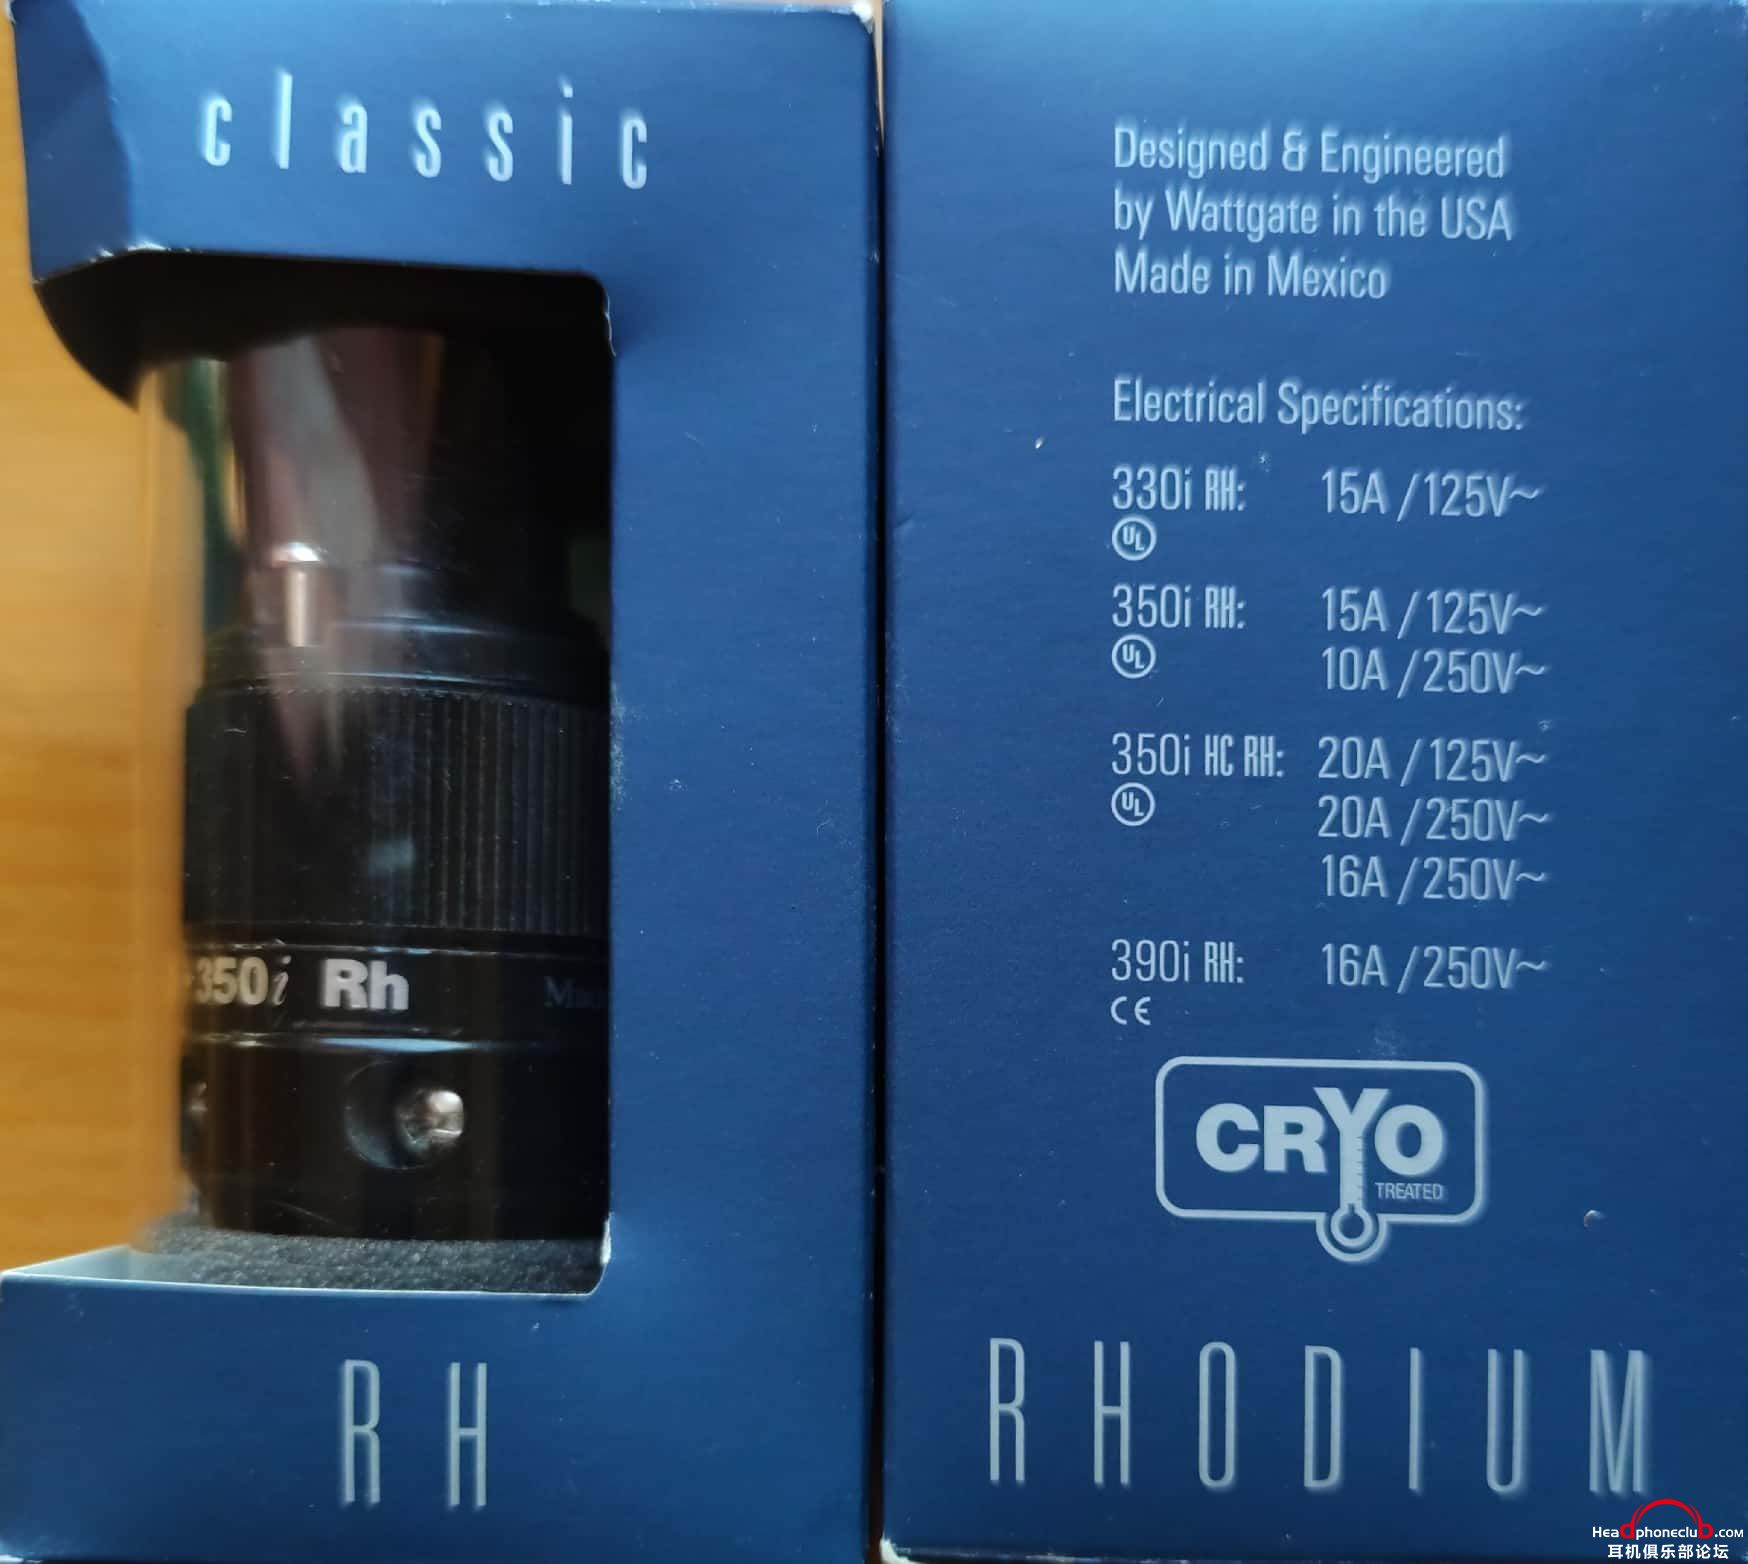 classic
350i Rh
RH
Designed & Engineered
by Wattgate in the USA
Made in Mexico
Electrical Specifications:
330i RH: 15A /125V~
UL
350i RH: 15A /125V~
UL
10A /250V~
350i HC RH: 20A /125V~
UL
20A /250V~
16A /250V~
390i RH: 16A /250V~
CE
CRYO
TREATED
RHODIUM
Headphoneclub.com
耳机俱乐部论坛